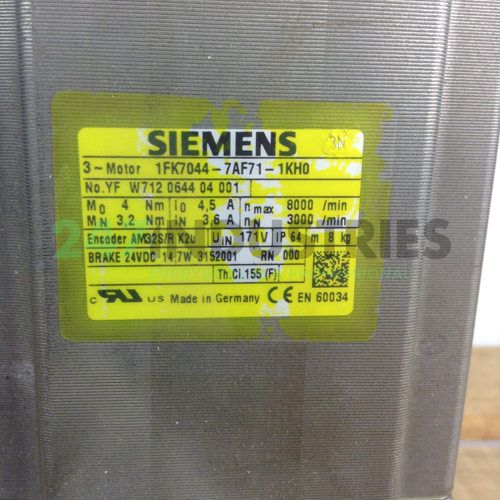 SIEMENS
3~Motor 1FK7044-7AF71-1KH0
No.YF W712 0644 04 001
M0 4 Nm I0 4,5 A nmax 8000 /min
MN 3,2 Nm IN 3,6 A nN 3000 /min
Encoder AM32S/R K20 UIN 171V IP 64 m 8 kg
BRAKE 24VDC 14,7W 3152001 RN 000
Th.Cl.155 (F)
c US Made in Germany CE EN 60034
INDUSTRIES